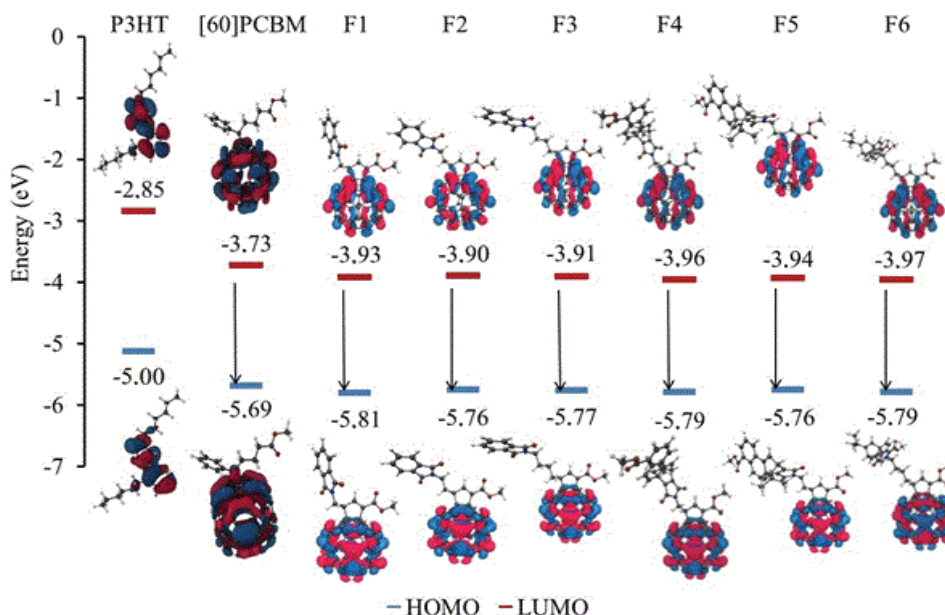 P3HT [60]PCBM F1 F2 F3 F4 F5 F6
Energy (eV)
0
-1
-2
-3
-4
-5
-6
-7
-2.85
-3.73 -3.93 -3.90 -3.91 -3.96 -3.94 -3.97
-5.00
-5.69 -5.81 -5.76 -5.77 -5.79 -5.76 -5.79
HOMO LUMO